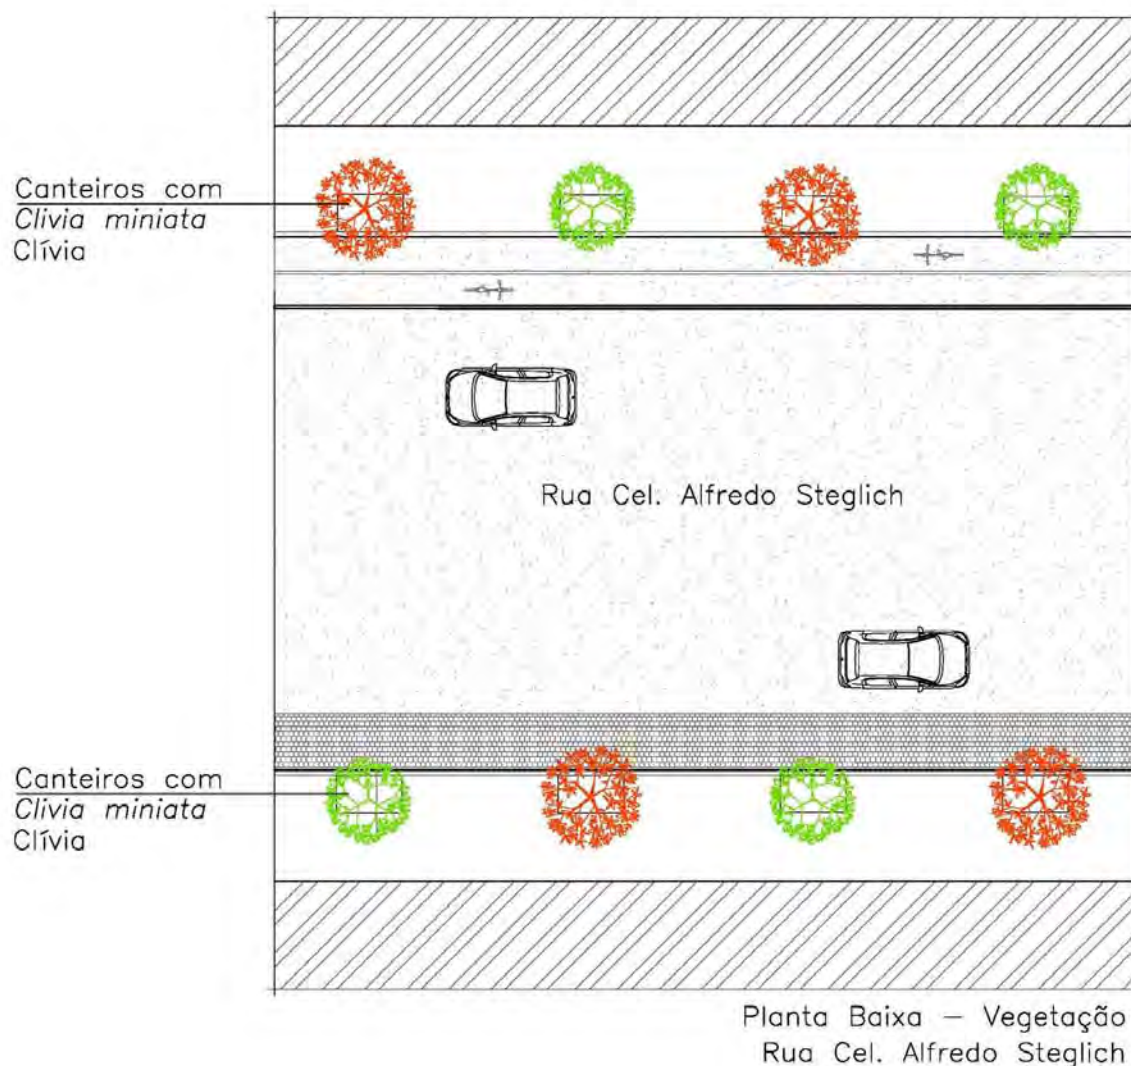 Canteiros com
Clivia miniata
Clívia
Rua Cel. Alfredo Steglich
Canteiros com
Clivia miniata
Clívia
Planta Baixa – Vegetação
Rua Cel. Alfredo Steglich